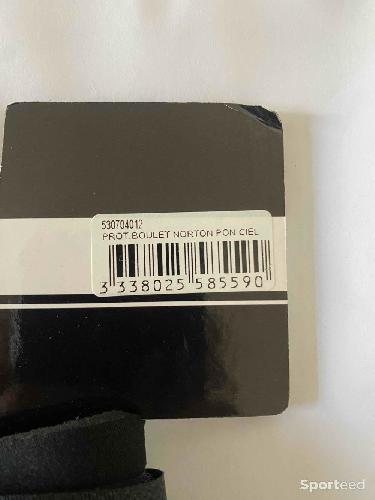 530704012
PROT.BOULET NORTON PON CIEL
3 338025 585590
Sporteed